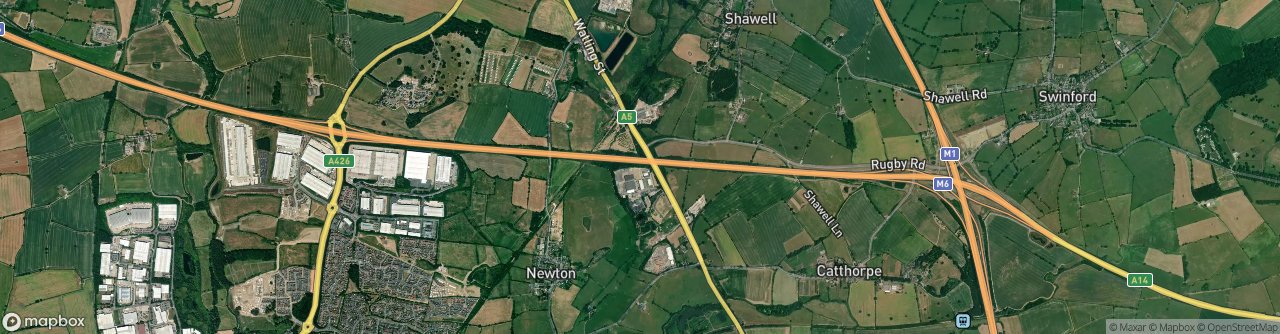 Shawell
Watling St
Shawell Rd
Swinford
A5
A426
M1
Rugby Rd
M6
Shawell Ln
Newton
Catthorpe
A14
mapbox
© Maxar © Mapbox © OpenStreetMap